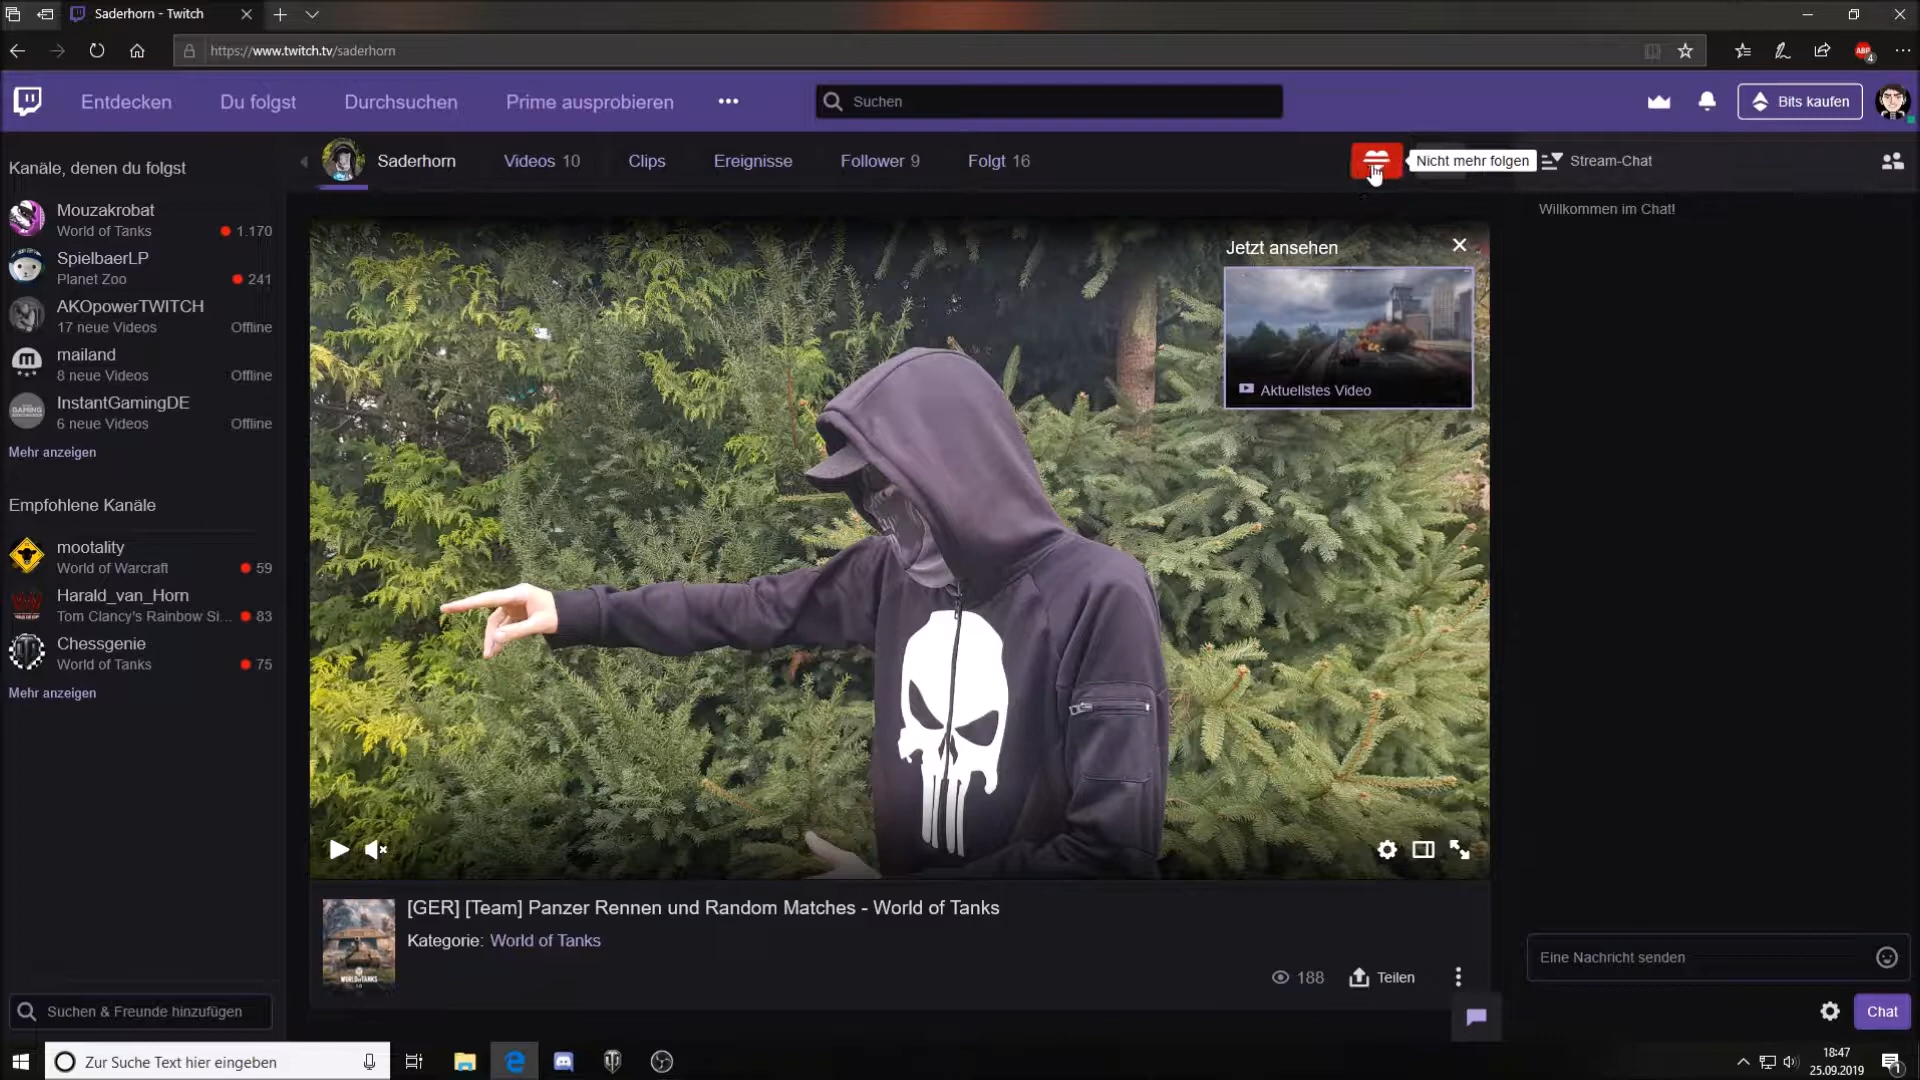 Saderhorn - Twitch
https://www.twitch.tv/saderhorn
ABP
4
Entdecken
Du folgst
Durchsuchen
Prime ausprobieren
Suchen
Bits kaufen
Kanäle, denen du folgst
Mouzakrobat
World of Tanks
1.170
SpielbaerLP
Planet Zoo
241
AKOpowerTWITCH
17 neue Videos
Offline
mailand
8 neue Videos
Offline
InstantGamingDE
6 neue Videos
Offline
Mehr anzeigen
Empfohlene Kanäle
mootality
World of Warcraft
59
Harald_van_Horn
Tom Clancy's Rainbow Si...
83
Chessgenie
World of Tanks
75
Mehr anzeigen
Suchen & Freunde hinzufügen
Saderhorn
Videos 10
Clips
Ereignisse
Follower 9
Folgt 16
Nicht mehr folgen
Stream-Chat
Willkommen im Chat!
Jetzt ansehen
Aktuellstes Video
[GER] [Team] Panzer Rennen und Random Matches - World of Tanks
Kategorie: World of Tanks
188
Teilen
Eine Nachricht senden
Chat
Zur Suche Text hier eingeben
18:47
25.09.2019
1